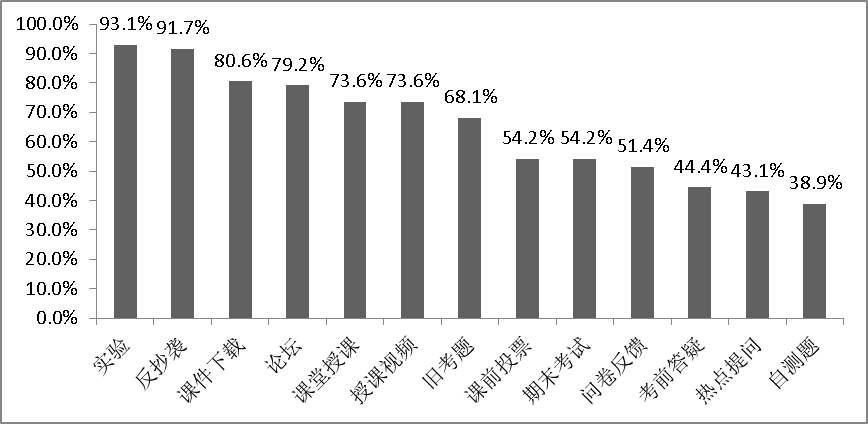 100.0%
90.0%
80.0%
70.0%
60.0%
50.0%
40.0%
30.0%
20.0%
10.0%
0.0%
93.1%
91.7%
80.6%
79.2%
73.6%
73.6%
68.1%
54.2%
54.2%
51.4%
44.4%
43.1%
38.9%
实验
反抄袭
课件下载
论坛
课堂授课
授课视频
旧考题
课前投票
期末考试
问卷反馈
考前答疑
热点提问
自测题